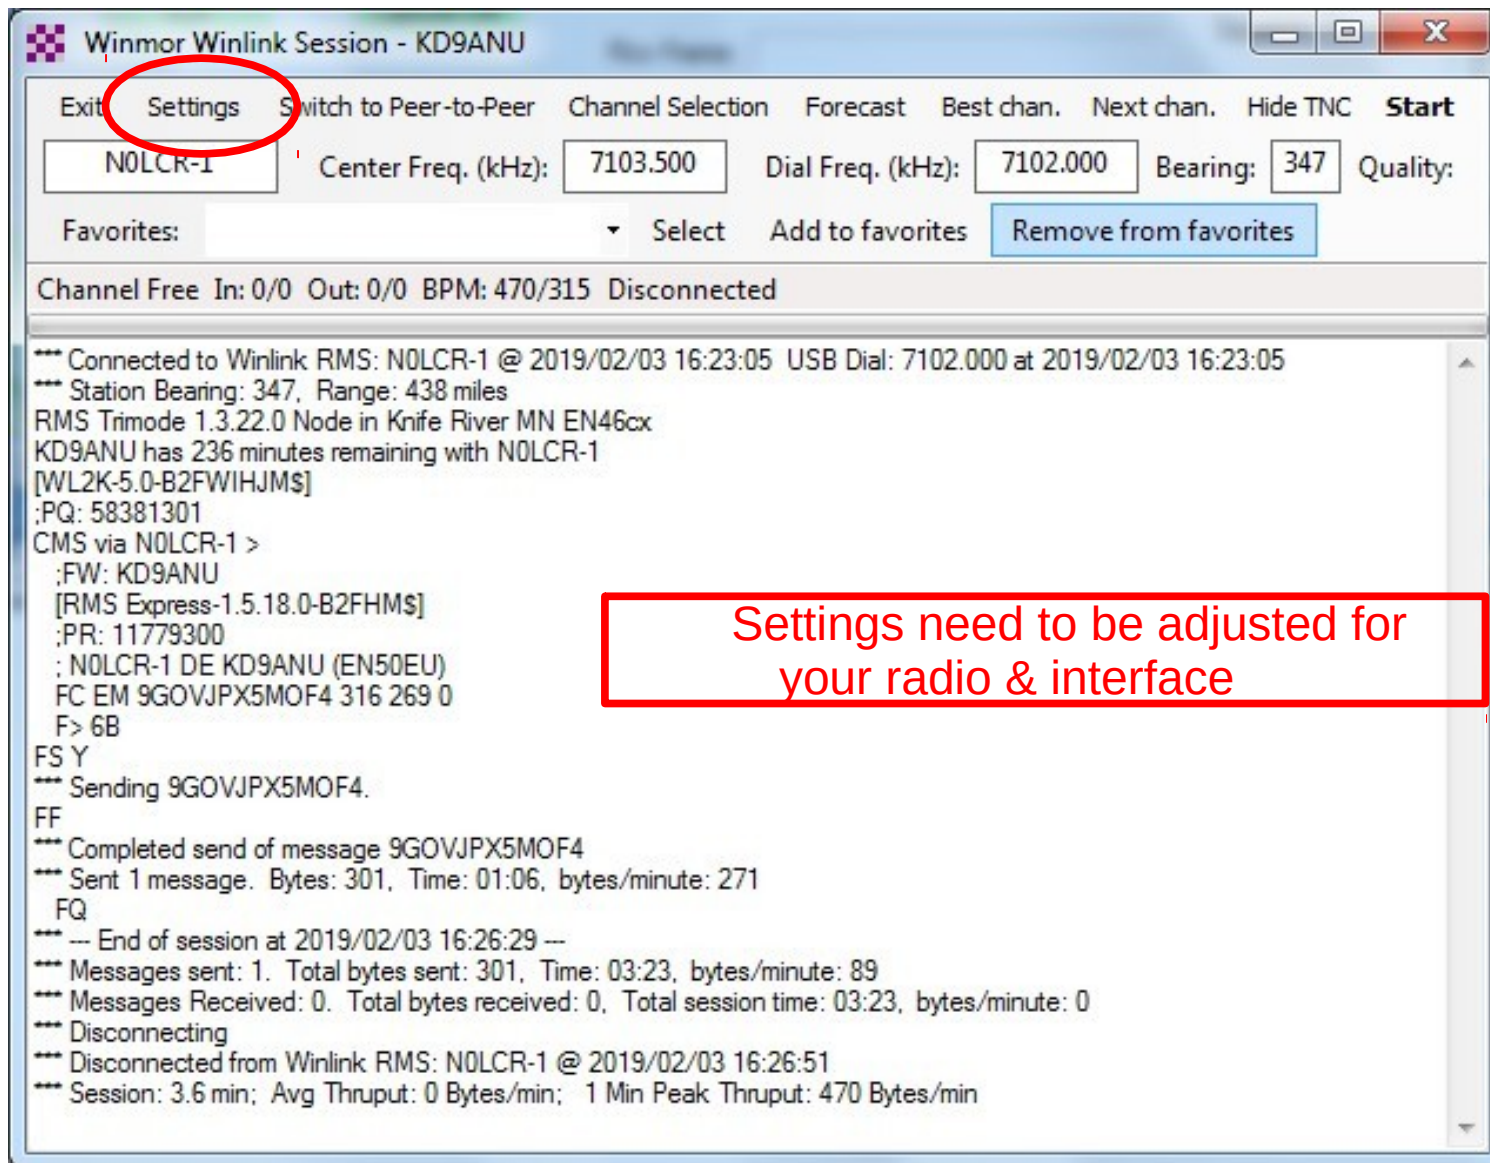 Winmor Winlink Session - KD9ANU
Exit Settings Switch to Peer-to-Peer Channel Selection Forecast Best chan. Next chan. Hide TNC Start
N0LCR-1 Center Freq. (kHz): 7103.500 Dial Freq. (kHz): 7102.000 Bearing: 347 Quality:
Favorites: Select Add to favorites Remove from favorites
Channel Free In: 0/0 Out: 0/0 BPM: 470/315 Disconnected
*** Connected to Winlink RMS: N0LCR-1 @ 2019/02/03 16:23:05 USB Dial: 7102.000 at 2019/02/03 16:23:05
*** Station Bearing: 347, Range: 438 miles
RMS Trimode 1.3.22.0 Node in Knife River MN EN46cx
KD9ANU has 236 minutes remaining with N0LCR-1
[WL2K-5.0-B2FWIHJM$]
;PQ: 58381301
CMS via N0LCR-1 >
;FW: KD9ANU
[RMS Express-1.5.18.0-B2FHM$]
;PR: 11779300
; N0LCR-1 DE KD9ANU (EN50EU)
FC EM 9GOVJPX5MOF4 316 269 0
F> 6B
Settings need to be adjusted for
your radio & interface
FS Y
*** Sending 9GOVJPX5MOF4.
FF
*** Completed send of message 9GOVJPX5MOF4
*** Sent 1 message. Bytes: 301, Time: 01:06, bytes/minute: 271
FQ
*** --- End of session at 2019/02/03 16:26:29 ---
*** Messages sent: 1. Total bytes sent: 301, Time: 03:23, bytes/minute: 89
*** Messages Received: 0. Total bytes received: 0, Total session time: 03:23, bytes/minute: 0
*** Disconnecting
*** Disconnected from Winlink RMS: N0LCR-1 @ 2019/02/03 16:26:51
*** Session: 3.6 min; Avg Thruput: 0 Bytes/min; 1 Min Peak Thruput: 470 Bytes/min